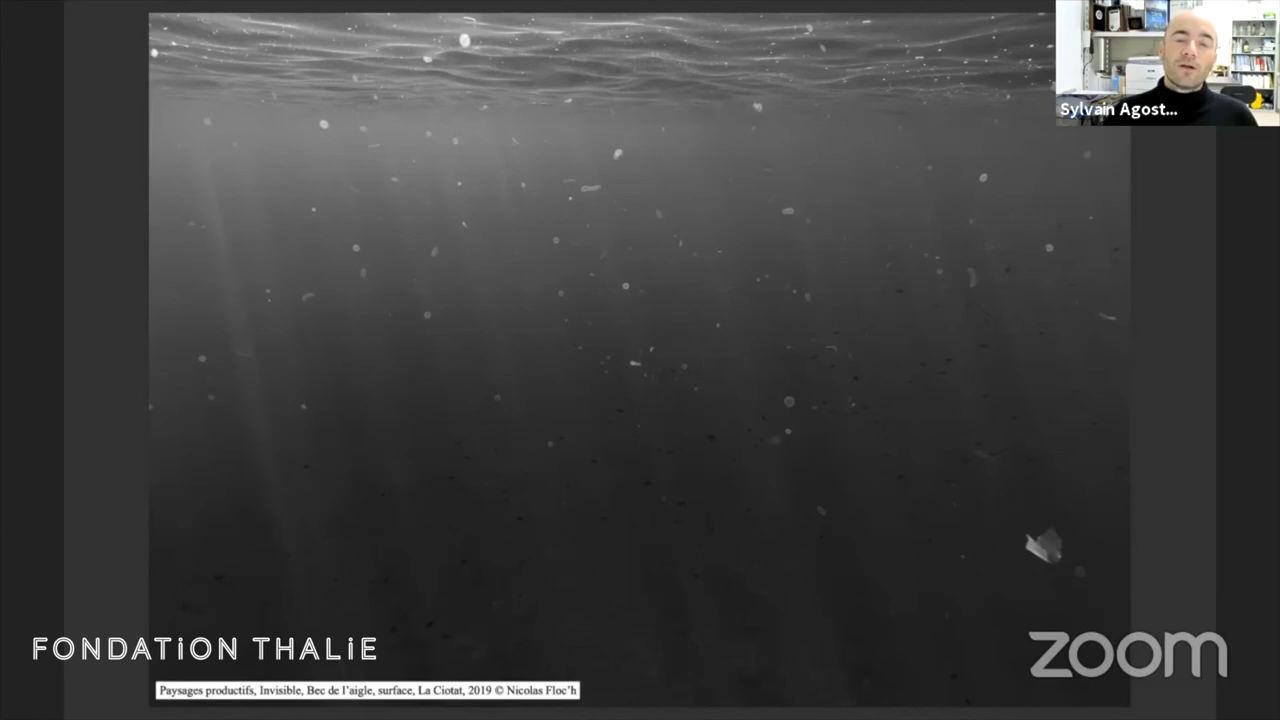 Sylvain Agost...
FONDATiON THALiE
zoom
Paysages productifs, Invisible, Bec de l'aigle, surface, La Ciotat, 2019 © Nicolas Floc'h